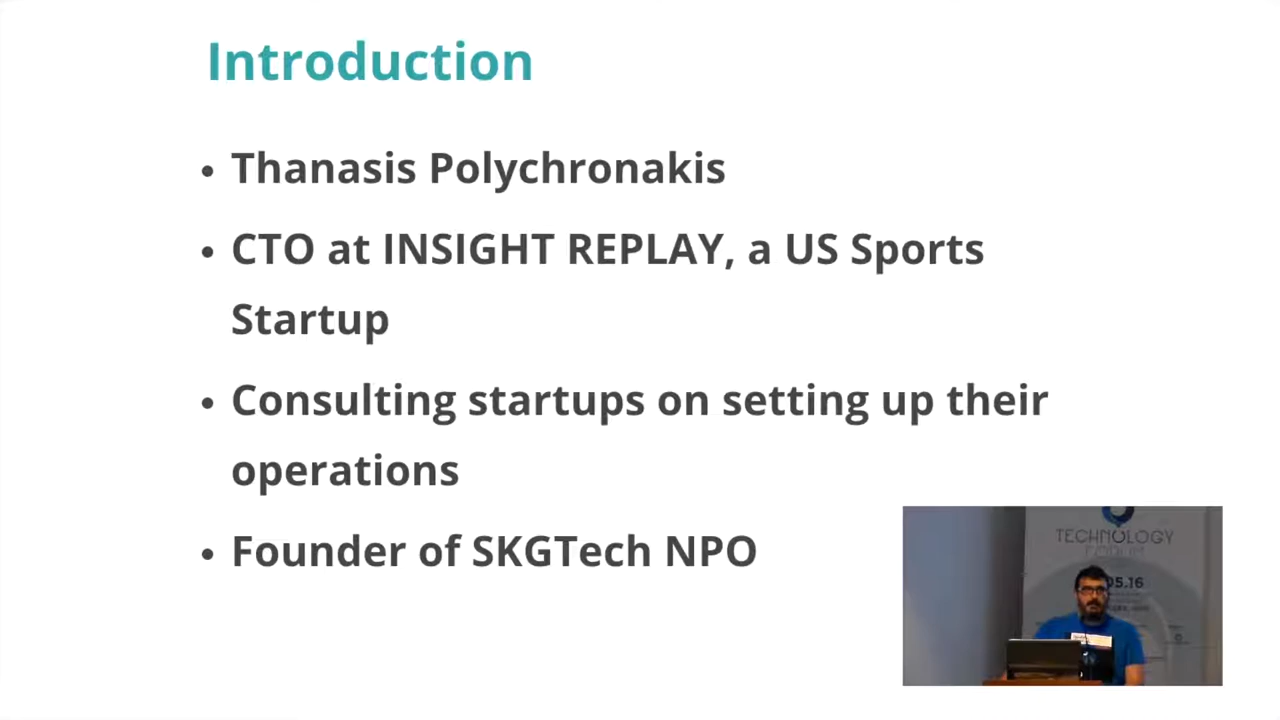 Introduction
• Thanasis Polychronakis
• CTO at INSIGHT REPLAY, a US Sports
Startup
• Consulting startups on setting up their
operations
• Founder of SKGTech NPO
TECHNOLOGY
FORUM
05.16